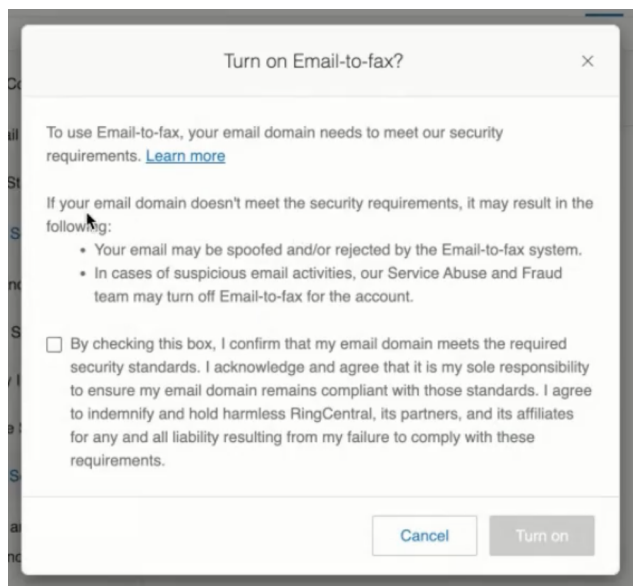 Turn on Email-to-fax?
To use Email-to-fax, your email domain needs to meet our security
requirements. Learn more
If your email domain doesn't meet the security requirements, it may result in the
following:
• Your email may be spoofed and/or rejected by the Email-to-fax system.
• In cases of suspicious email activities, our Service Abuse and Fraud
team may turn off Email-to-fax for the account.
By checking this box, I confirm that my email domain meets the required
security standards. I acknowledge and agree that it is my sole responsibility
to ensure my email domain remains compliant with those standards. I agree
to indemnify and hold harmless RingCentral, its partners, and its affiliates
for any and all liability resulting from my failure to comply with these
requirements.
Cancel
Turn on